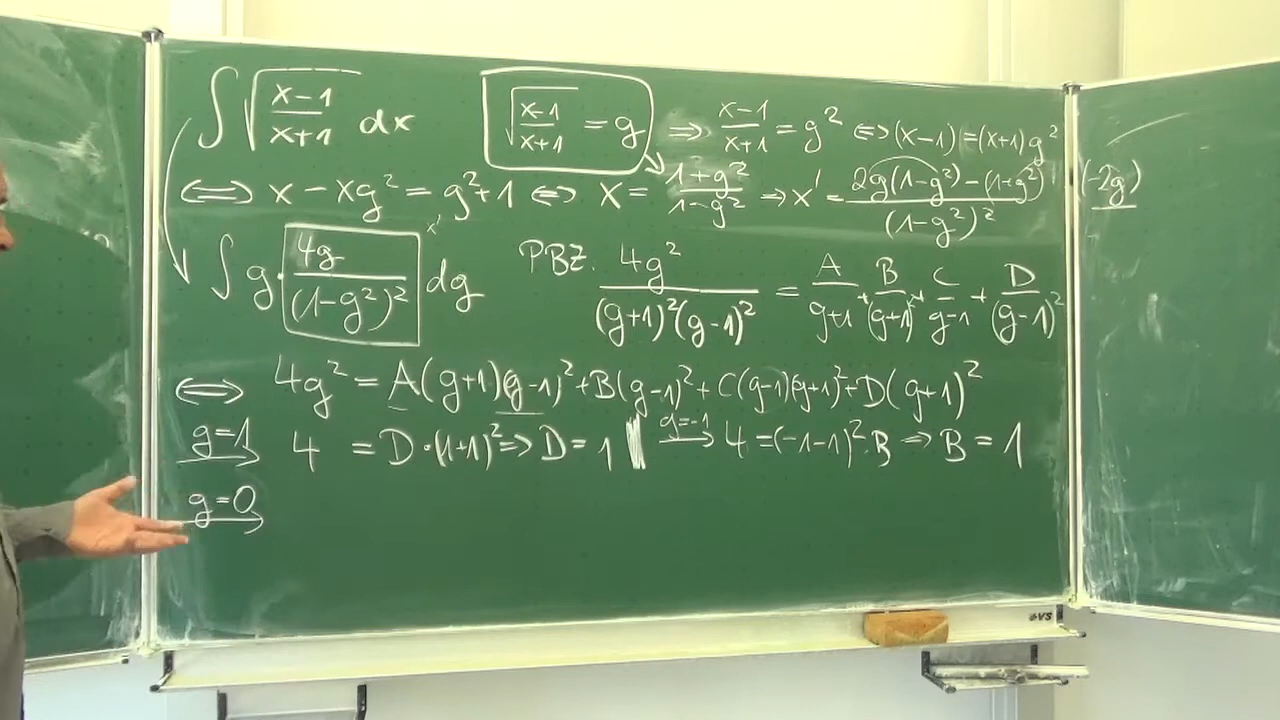 ∫ √((x-1)/(x+1)) dx   √((x-1)/(x+1)) = g ⇒ (x-1)/(x+1) = g² ⇔ (x-1) = (x+1)g²
⇔ x - xg² = g²+1 ⇔ x = (1+g²)/(1-g²) ⇒ x' = (2g(1-g²) - (1+g²)(-2g))/(1-g²)²
∫ g · 4g/(1-g²)² x' dg   PBZ. 4g²/((g+1)²(g-1)²) = A/(g+1) + B/(g+1)² + C/(g-1) + D/(g-1)²
⇔ 4g² = A(g+1)(g-1)² + B(g-1)² + C(g-1)(g+1)² + D(g+1)²
g=1 → 4 = D·(1+1)² ⇒ D = 1   g=-1 → 4 = (-1-1)²·B ⇒ B = 1
g=0 →
VS